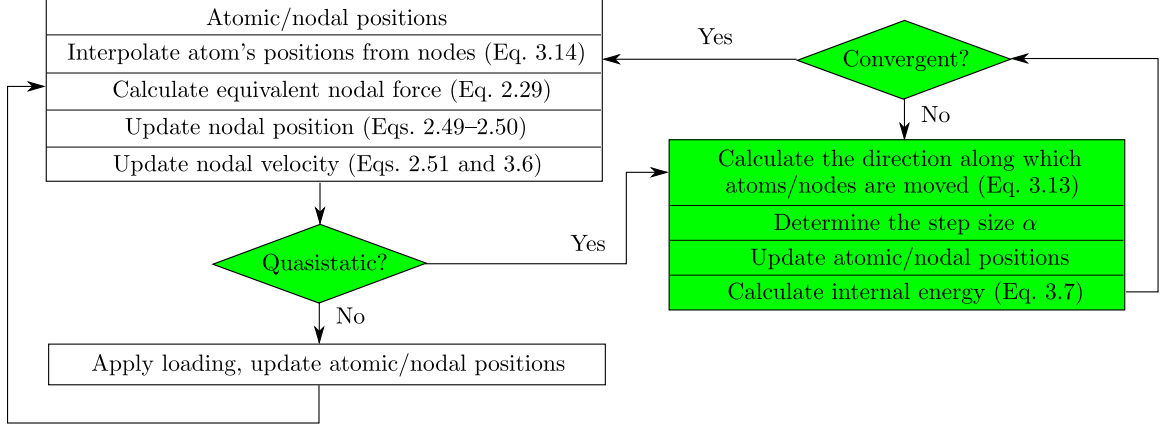 Atomic/nodal positions
Interpolate atom's positions from nodes (Eq. 3.14)
Calculate equivalent nodal force (Eq. 2.29)
Update nodal position (Eqs. 2.49–2.50)
Update nodal velocity (Eqs. 2.51 and 3.6)
Quasistatic?
Yes
No
Apply loading, update atomic/nodal positions
Yes
Convergent?
No
Calculate the direction along which
atoms/nodes are moved (Eq. 3.13)
Determine the step size α
Update atomic/nodal positions
Calculate internal energy (Eq. 3.7)